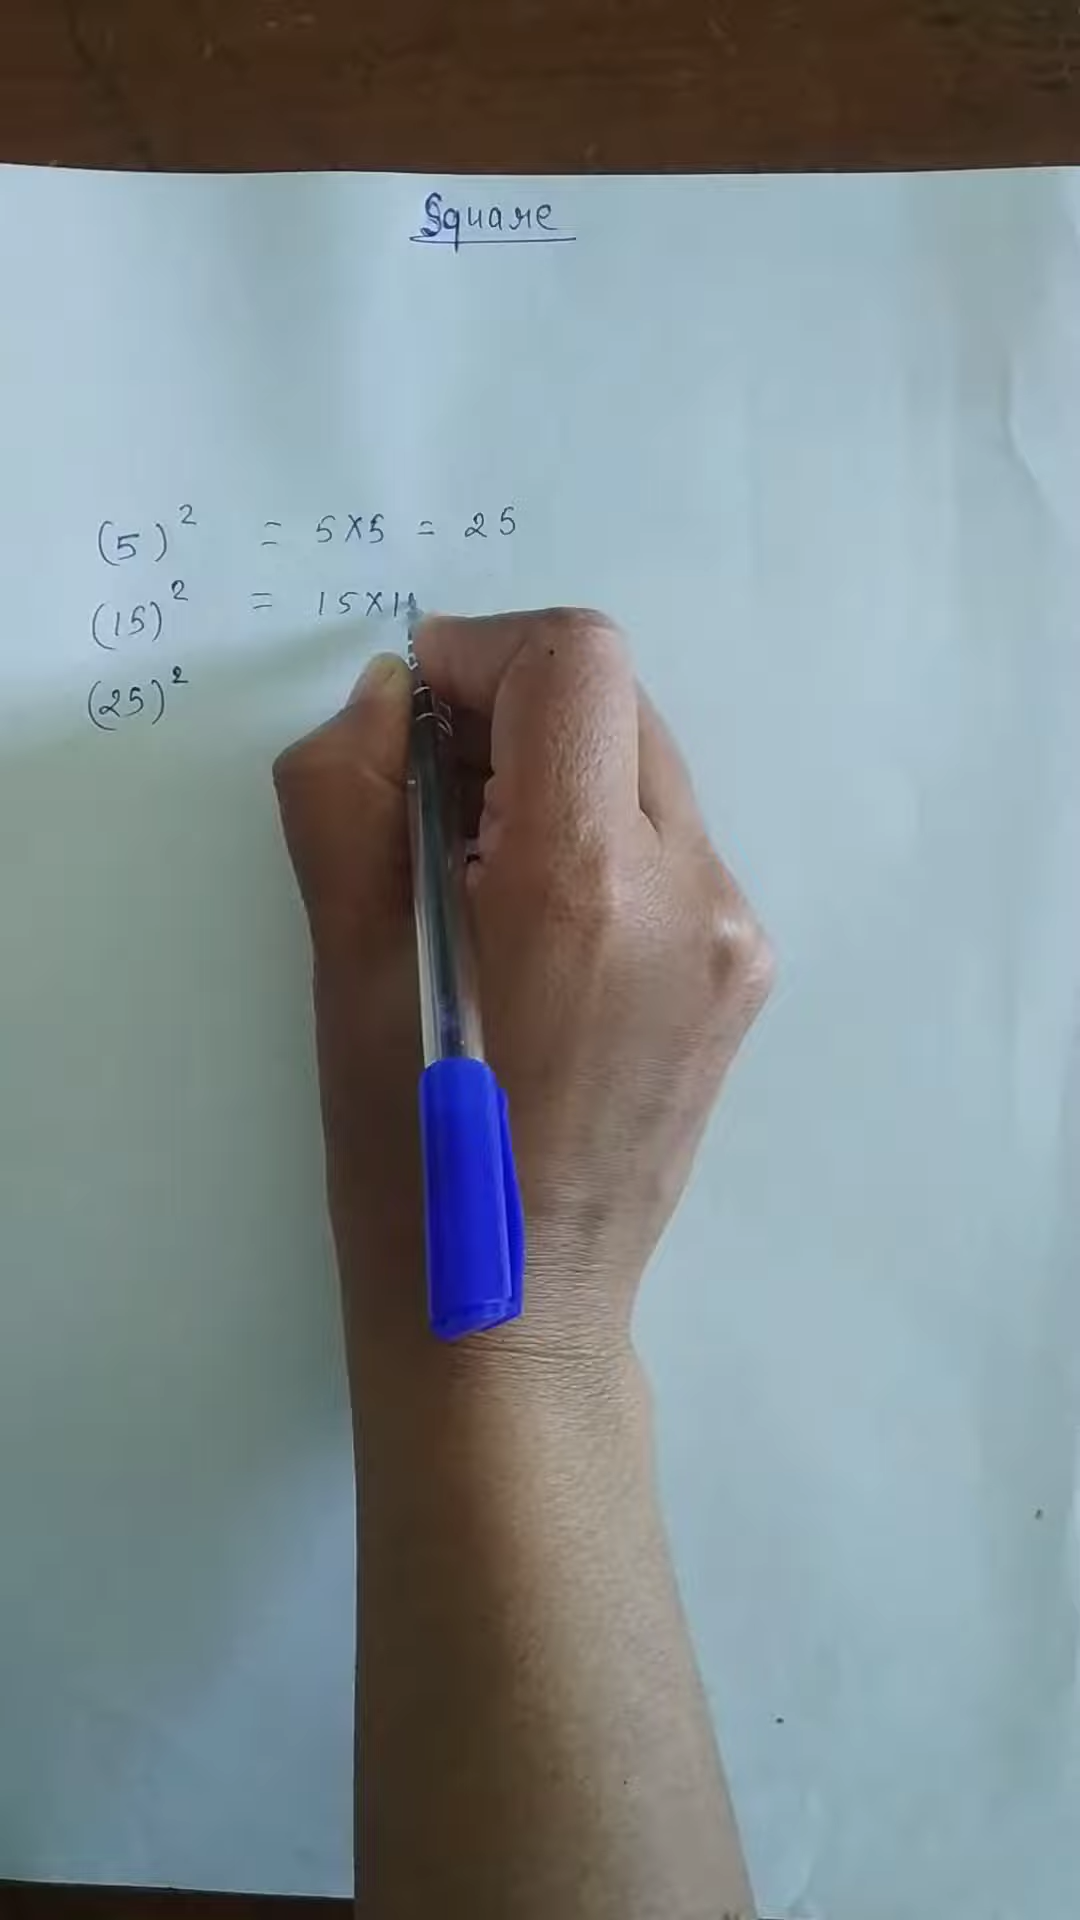 Square
(5)² = 5×5 = 25
(15)² = 15×1
(25)²